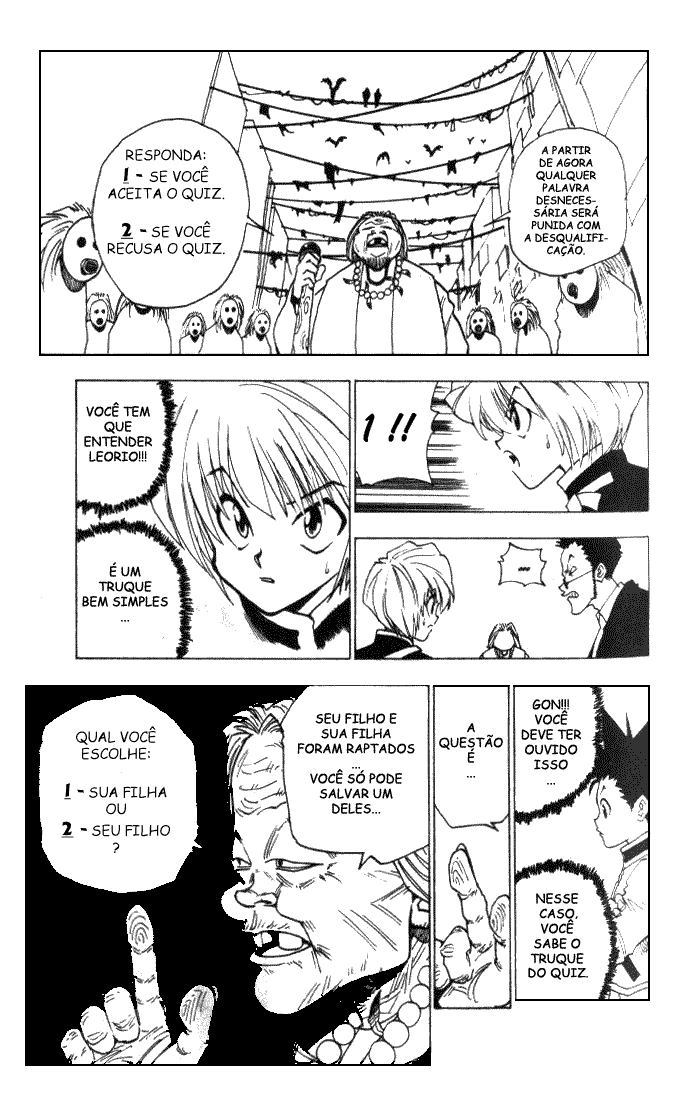 A PARTIR
DE AGORA
QUALQUER
PALAVRA
DESNECES-
SÁRIA SERÁ
PUNIDA COM
A DESQUALIFI-
CAÇÃO.
RESPONDA:
1 - SE VOCÊ
ACEITA O QUIZ.
2 - SE VOCÊ
RECUSA O QUIZ.
1 !!
...
VOCÊ TEM
QUE
ENTENDER
LEORIO!!!
É UM
TRUQUE
BEM SIMPLES
...
GON!!!
VOCÊ
DEVE TER
OUVIDO
ISSO
...
NESSE
CASO,
VOCÊ
SABE O
TRUQUE
DO QUIZ.
A
QUESTÃO
É
...
SEU FILHO E
SUA FILHA
FORAM RAPTADOS
...
VOCÊ SÓ PODE
SALVAR UM
DELES...
QUAL VOCÊ
ESCOLHE:
1 - SUA FILHA
OU
2 - SEU FILHO
?